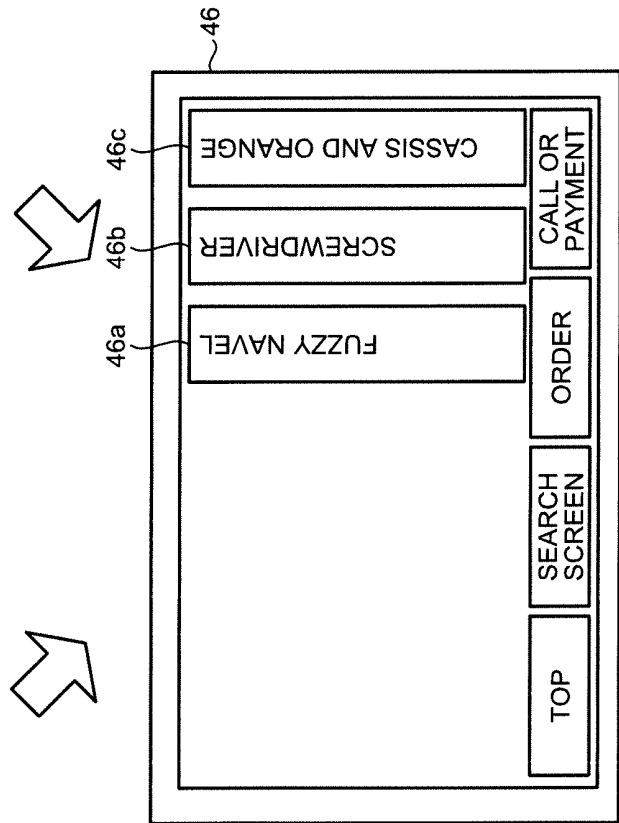 46
46a
46b
46c
FUZZY NAVEL
SCREWDRIVER
CASSIS AND ORANGE
TOP
SEARCH
SCREEN
ORDER
CALL OR
PAYMENT